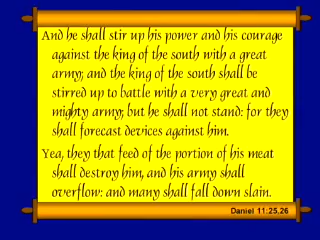 And he shall stir up his power and his courage
against the king of the south with a great
army; and the king of the south shall be
stirred up to battle with a very great and
mighty army; but he shall not stand: for they
shall forecast devices against him.
Yea, they that feed of the portion of his meat
shall destroy him, and his army shall
overflow: and many shall fall down slain.
Daniel 11:25,26